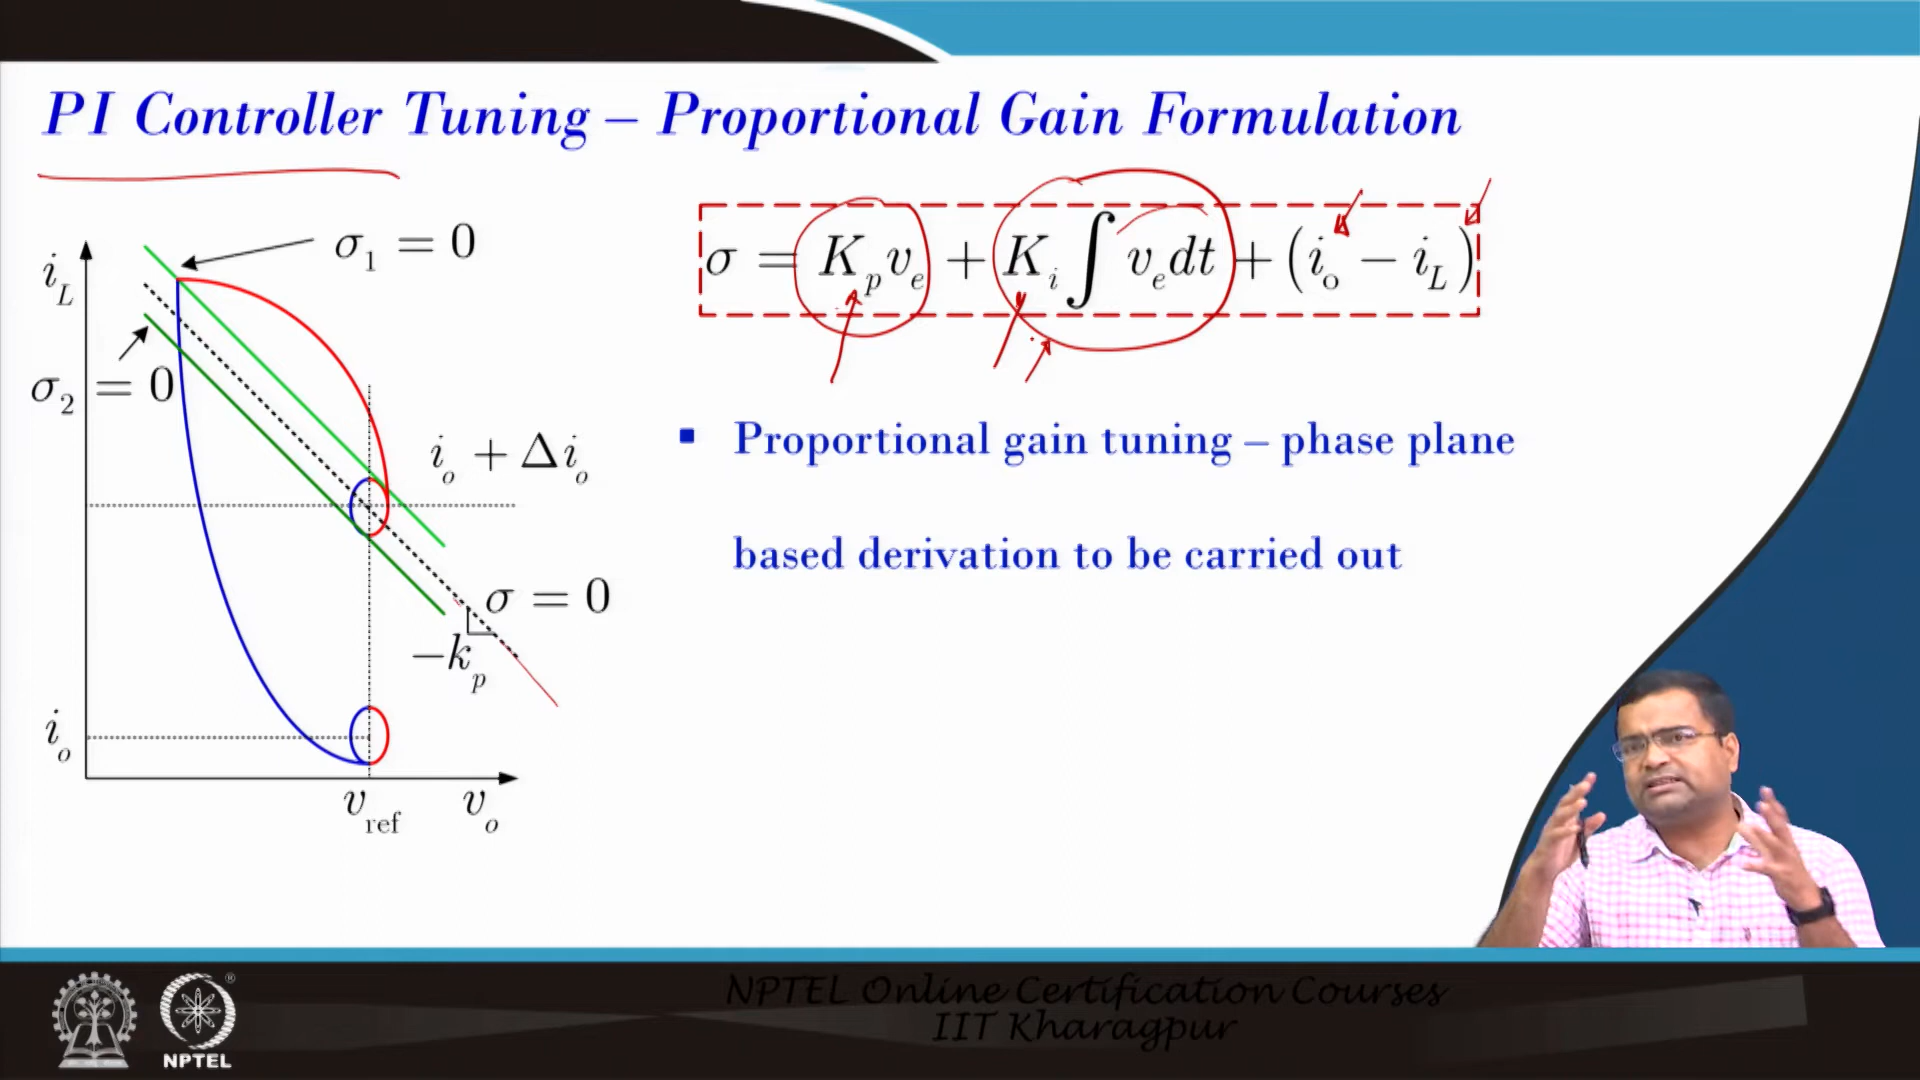 PI Controller Tuning – Proportional Gain Formulation
σ₁ = 0
i_L
σ = K_p v_e + K_i ∫ v_e dt + (i_o − i_L)
σ₂ = 0
▪ Proportional gain tuning – phase plane
i_o + Δi_o
based derivation to be carried out
σ = 0
−k_p
i_o
v_ref
v_o
NPTEL Online Certification Courses
IIT Kharagpur
®
NPTEL